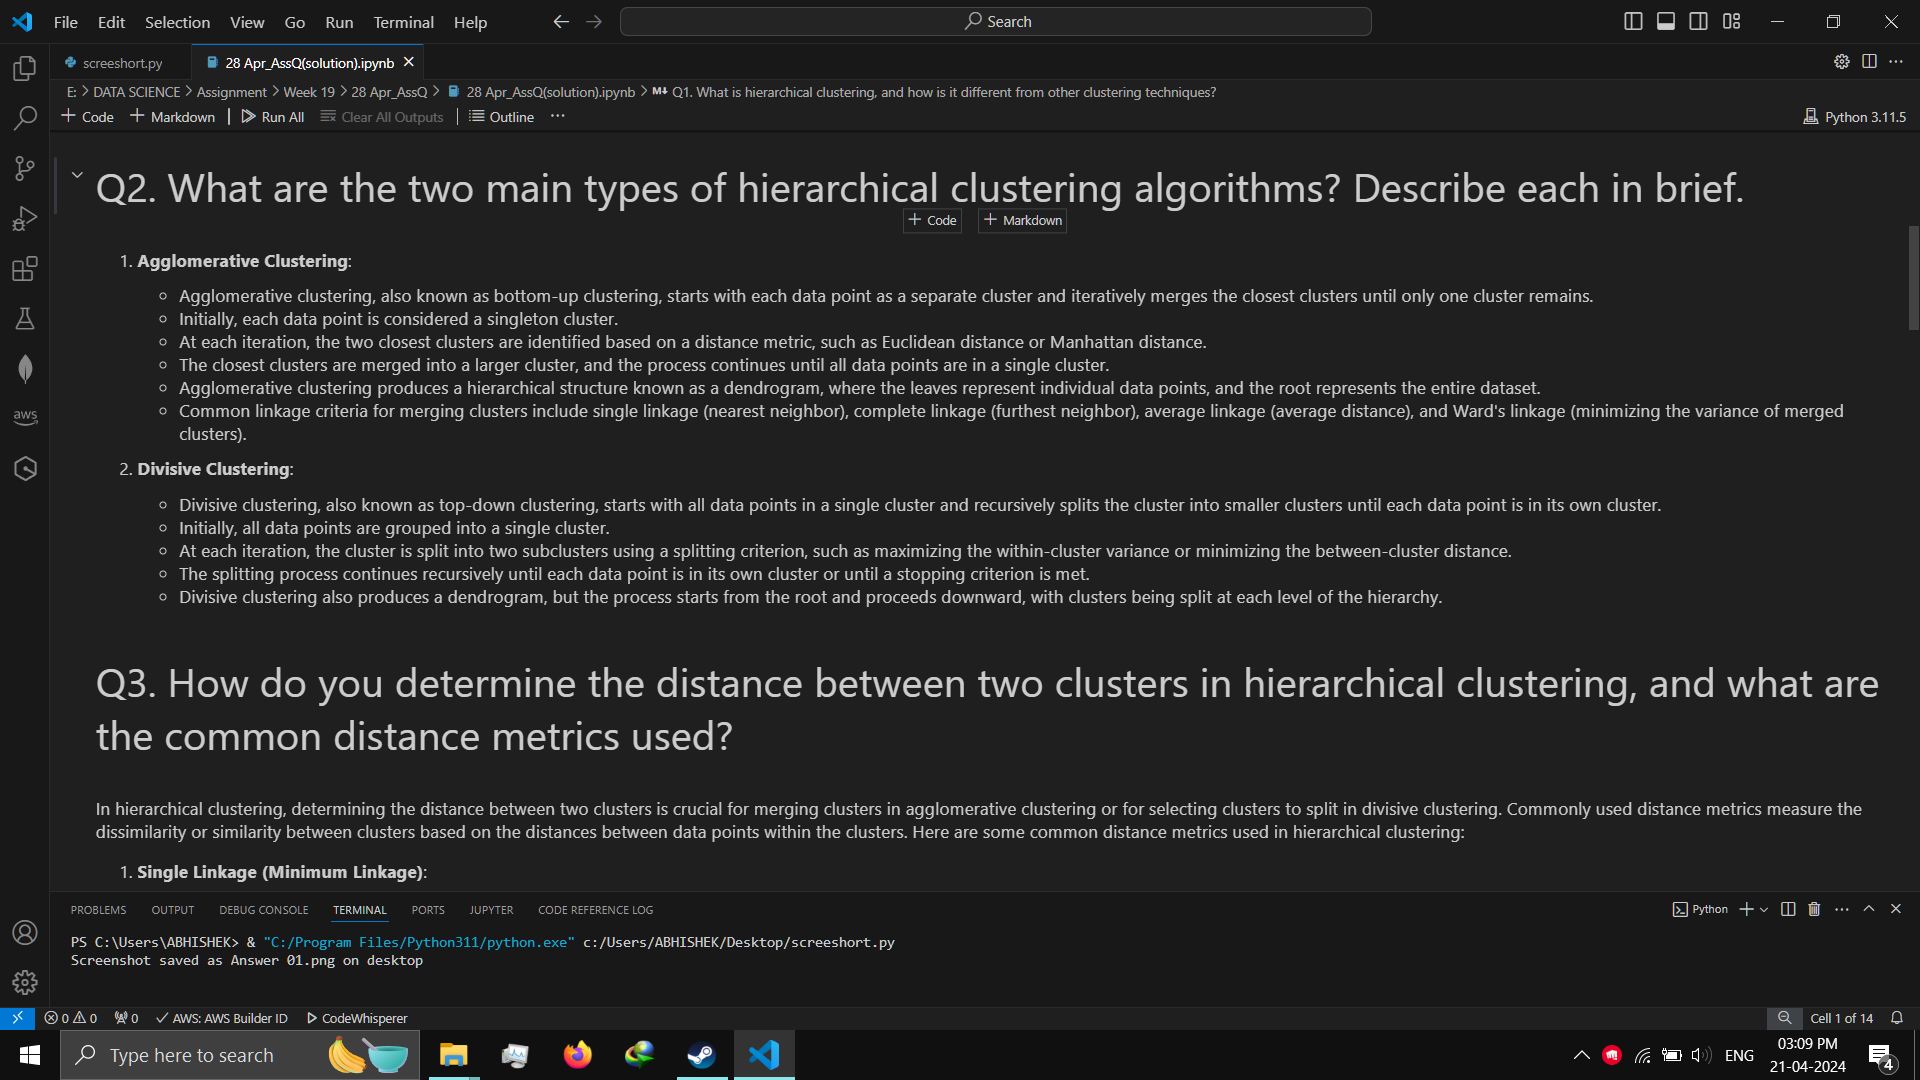 File Edit Selection View Go Run Terminal Help Search
screeshort.py 28 Apr_AssQ(solution).ipynb
E: > DATA SCIENCE > Assignment > Week 19 > 28 Apr_AssQ > 28 Apr_AssQ(solution).ipynb > M↓ Q1. What is hierarchical clustering, and how is it different from other clustering techniques?
+ Code + Markdown | Run All Clear All Outputs | Outline ... Python 3.11.5
Q2. What are the two main types of hierarchical clustering algorithms? Describe each in brief.
+ Code + Markdown
1. Agglomerative Clustering:
○ Agglomerative clustering, also known as bottom-up clustering, starts with each data point as a separate cluster and iteratively merges the closest clusters until only one cluster remains.
○ Initially, each data point is considered a singleton cluster.
○ At each iteration, the two closest clusters are identified based on a distance metric, such as Euclidean distance or Manhattan distance.
○ The closest clusters are merged into a larger cluster, and the process continues until all data points are in a single cluster.
○ Agglomerative clustering produces a hierarchical structure known as a dendrogram, where the leaves represent individual data points, and the root represents the entire dataset.
○ Common linkage criteria for merging clusters include single linkage (nearest neighbor), complete linkage (furthest neighbor), average linkage (average distance), and Ward's linkage (minimizing the variance of merged
clusters).
2. Divisive Clustering:
○ Divisive clustering, also known as top-down clustering, starts with all data points in a single cluster and recursively splits the cluster into smaller clusters until each data point is in its own cluster.
○ Initially, all data points are grouped into a single cluster.
○ At each iteration, the cluster is split into two subclusters using a splitting criterion, such as maximizing the within-cluster variance or minimizing the between-cluster distance.
○ The splitting process continues recursively until each data point is in its own cluster or until a stopping criterion is met.
○ Divisive clustering also produces a dendrogram, but the process starts from the root and proceeds downward, with clusters being split at each level of the hierarchy.
Q3. How do you determine the distance between two clusters in hierarchical clustering, and what are
the common distance metrics used?
In hierarchical clustering, determining the distance between two clusters is crucial for merging clusters in agglomerative clustering or for selecting clusters to split in divisive clustering. Commonly used distance metrics measure the
dissimilarity or similarity between clusters based on the distances between data points within the clusters. Here are some common distance metrics used in hierarchical clustering:
1. Single Linkage (Minimum Linkage):
PROBLEMS OUTPUT DEBUG CONSOLE TERMINAL PORTS JUPYTER CODE REFERENCE LOG Python
PS C:\Users\ABHISHEK> & "C:/Program Files/Python311/python.exe" c:/Users/ABHISHEK/Desktop/screeshort.py
Screenshot saved as Answer 01.png on desktop
aws
0 0 0 AWS: AWS Builder ID CodeWhisperer Cell 1 of 14
Type here to search ENG 03:09 PM
21-04-2024 4